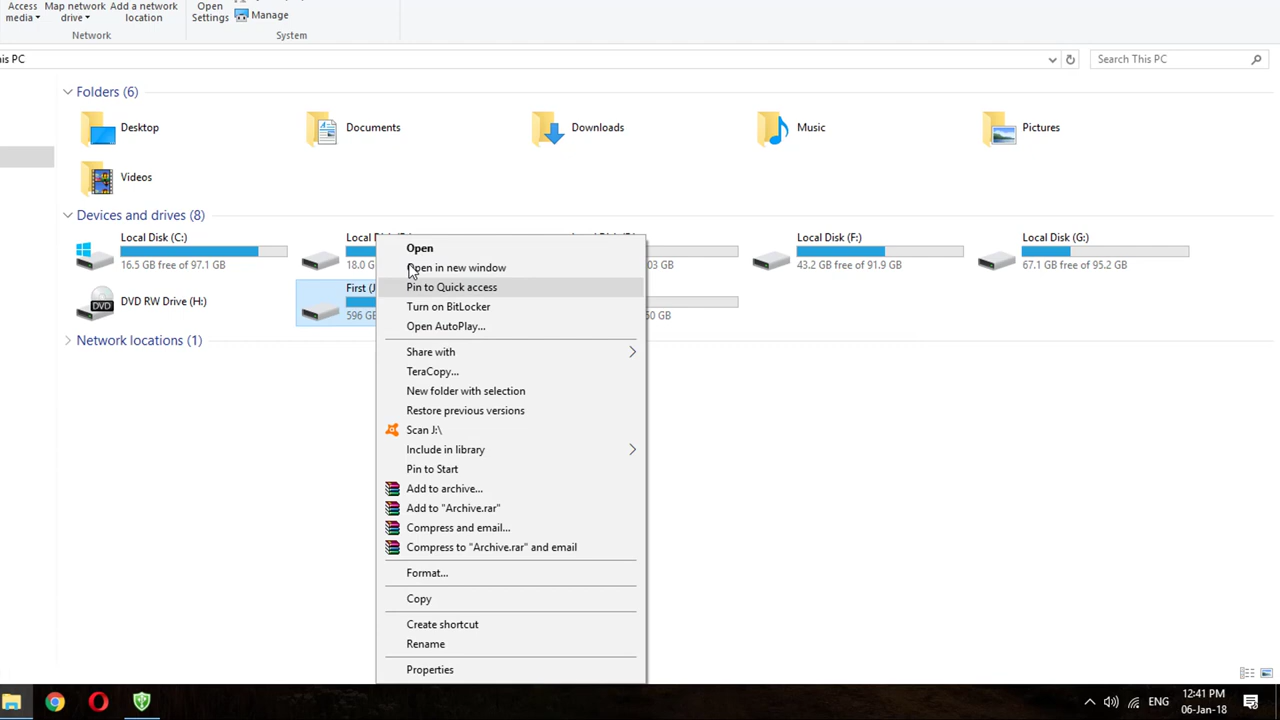 Access Map network Add a network Open
media drive location Settings Manage
Network System
is PC Search This PC
Folders (6)
Desktop Documents Downloads Music Pictures
Videos
Devices and drives (8)
Local Disk (C:) Local Local Disk (F:) Local Disk (G:)
16.5 GB free of 97.1 GB 18.0 43.2 GB free of 91.9 GB 67.1 GB free of 95.2 GB
DVD RW Drive (H:) First (J
596
Network locations (1)
Open
Open in new window
Pin to Quick access
Turn on BitLocker
Open AutoPlay...
Share with
TeraCopy...
New folder with selection
Restore previous versions
Scan J:\
Include in library
Pin to Start
Add to archive...
Add to "Archive.rar"
Compress and email...
Compress to "Archive.rar" and email
Format...
Copy
Create shortcut
Rename
Properties
DVD
ENG 12:41 PM
06-Jan-18